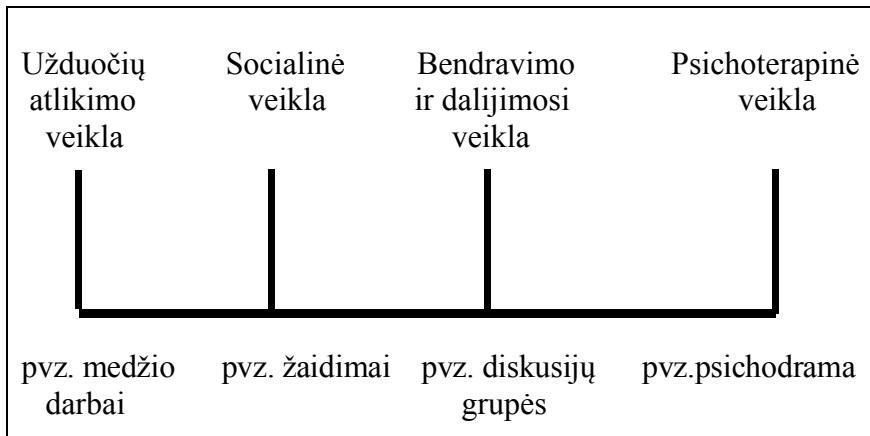 Užduočių
atlikimo
veikla
Socialinė
veikla
Bendravimo
ir dalijimosi
veikla
Psichoterapinė
veikla
pvz. medžio
darbai
pvz. žaidimai
pvz. diskusijų
grupės
pvz.psichodrama